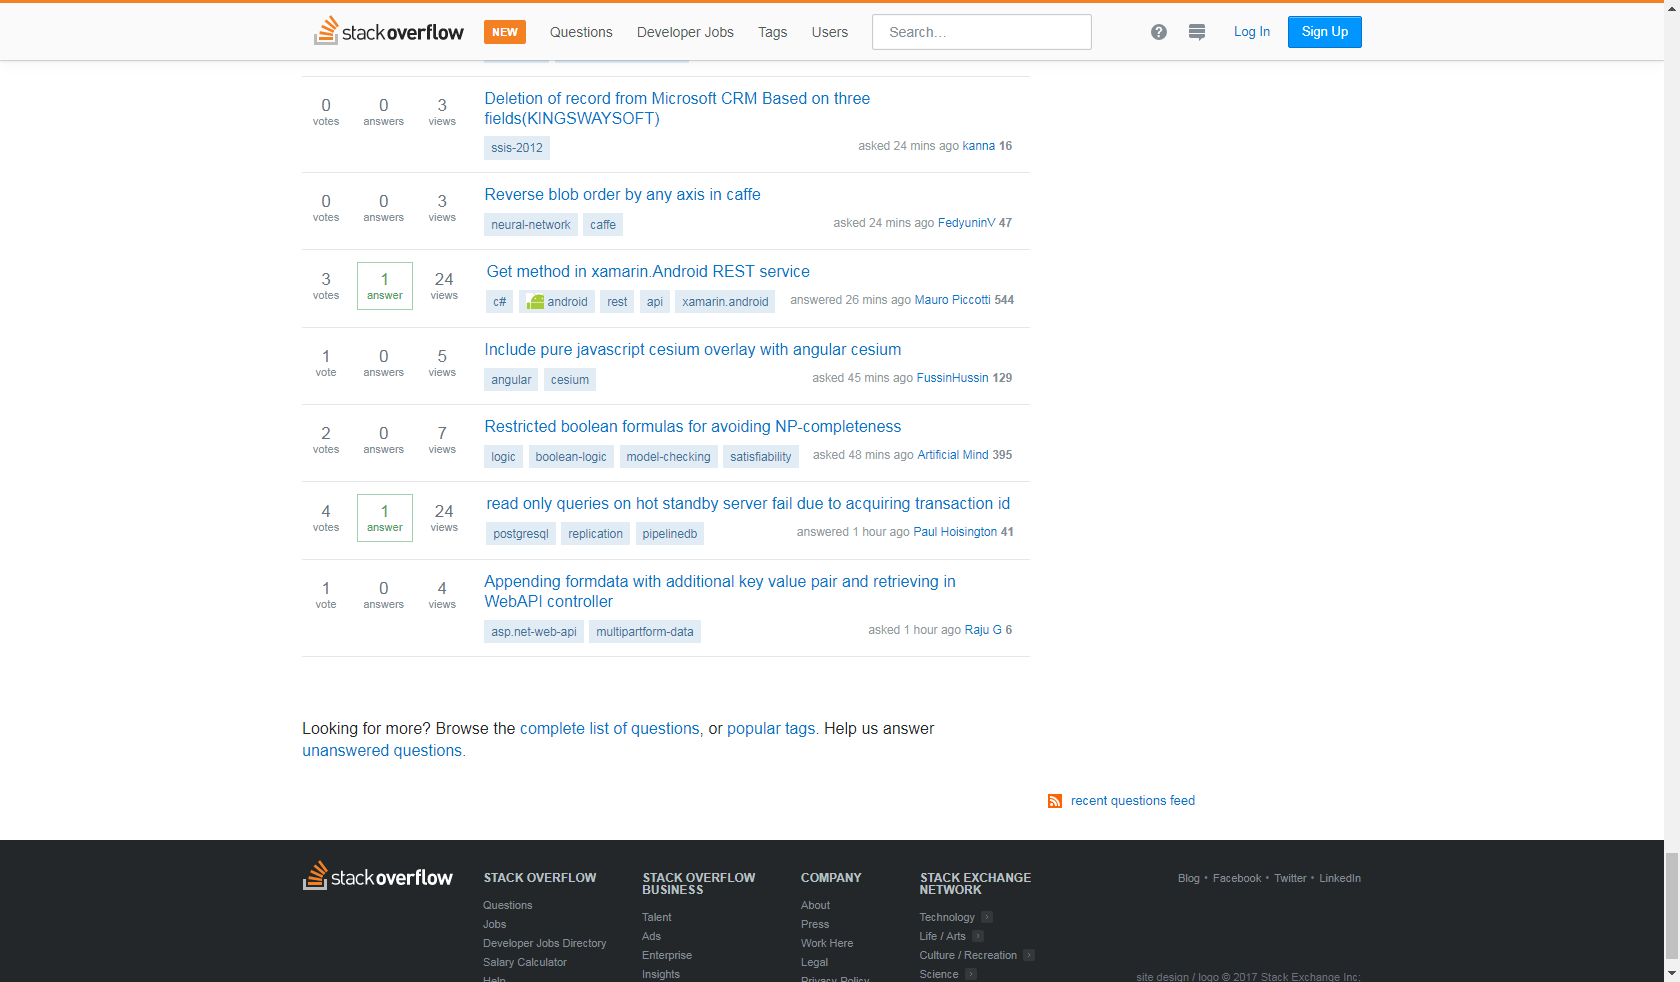 stackoverflow NEW Questions Developer Jobs Tags Users Search... ? Log In Sign Up
0 votes 0 answers 3 views
Deletion of record from Microsoft CRM Based on three
fields(KINGSWAYSOFT)
ssis-2012
asked 24 mins ago kanna 16
0 votes 0 answers 3 views
Reverse blob order by any axis in caffe
neural-network caffe
asked 24 mins ago FedyuninV 47
3 votes 1 answer 24 views
Get method in xamarin.Android REST service
c# android rest api xamarin.android
answered 26 mins ago Mauro Piccotti 544
1 vote 0 answers 5 views
Include pure javascript cesium overlay with angular cesium
angular cesium
asked 45 mins ago FussinHussin 129
2 votes 0 answers 7 views
Restricted boolean formulas for avoiding NP-completeness
logic boolean-logic model-checking satisfiability
asked 48 mins ago Artificial Mind 395
4 votes 1 answer 24 views
read only queries on hot standby server fail due to acquiring transaction id
postgresql replication pipelinedb
answered 1 hour ago Paul Hoisington 41
1 vote 0 answers 4 views
Appending formdata with additional key value pair and retrieving in
WebAPI controller
asp.net-web-api multipartform-data
asked 1 hour ago Raju G 6
Looking for more? Browse the complete list of questions, or popular tags. Help us answer
unanswered questions.
recent questions feed
stackoverflow
STACK OVERFLOW
Questions
Jobs
Developer Jobs Directory
Salary Calculator
Help
STACK OVERFLOW
BUSINESS
Talent
Ads
Enterprise
Insights
COMPANY
About
Press
Work Here
Legal
Privacy Policy
STACK EXCHANGE
NETWORK
Technology
Life / Arts
Culture / Recreation
Science
Blog • Facebook • Twitter • LinkedIn
site design / logo © 2017 Stack Exchange Inc;